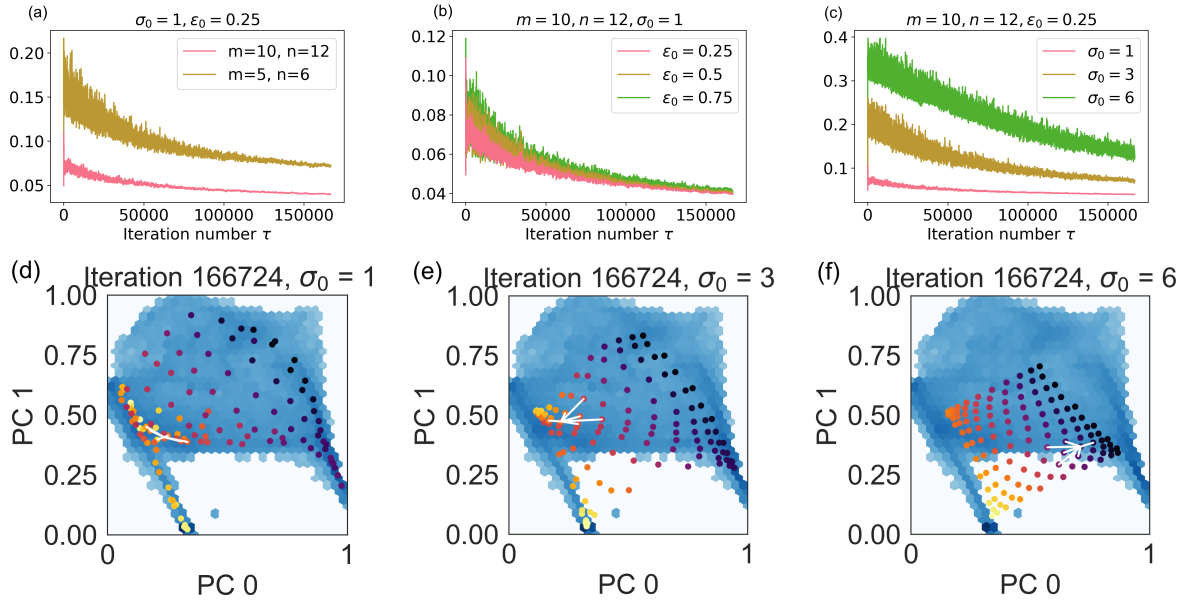 (a)
σ₀ = 1, ε₀ = 0.25
0.20
0.15
0.10
0.05
m=10, n=12
m=5, n=6
0 50000 100000 150000
Iteration number τ
(b)
m = 10, n = 12, σ₀ = 1
0.12
0.10
0.08
0.06
0.04
ε₀ = 0.25
ε₀ = 0.5
ε₀ = 0.75
0 50000 100000 150000
Iteration number τ
(c)
m = 10, n = 12, ε₀ = 0.25
0.4
0.3
0.2
0.1
σ₀ = 1
σ₀ = 3
σ₀ = 6
0 50000 100000 150000
Iteration number τ
(d)
Iteration 166724, σ₀ = 1
1.00
0.75
0.50
0.25
0.00
PC 1
0 1
PC 0
(e)
Iteration 166724, σ₀ = 3
1.00
0.75
0.50
0.25
0.00
PC 1
0 1
PC 0
(f)
Iteration 166724, σ₀ = 6
1.00
0.75
0.50
0.25
0.00
PC 1
0 1
PC 0